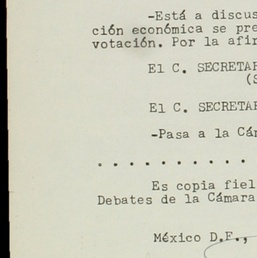 -Está a discus
ción económica se pre
votación. Por la afir
El C. SECRETAR
(S
El C. SECRETAR
-Pasa a la Cám
. . . . . . . . . .
Es copia fiel
Debates de la Cámara
México D.F.,